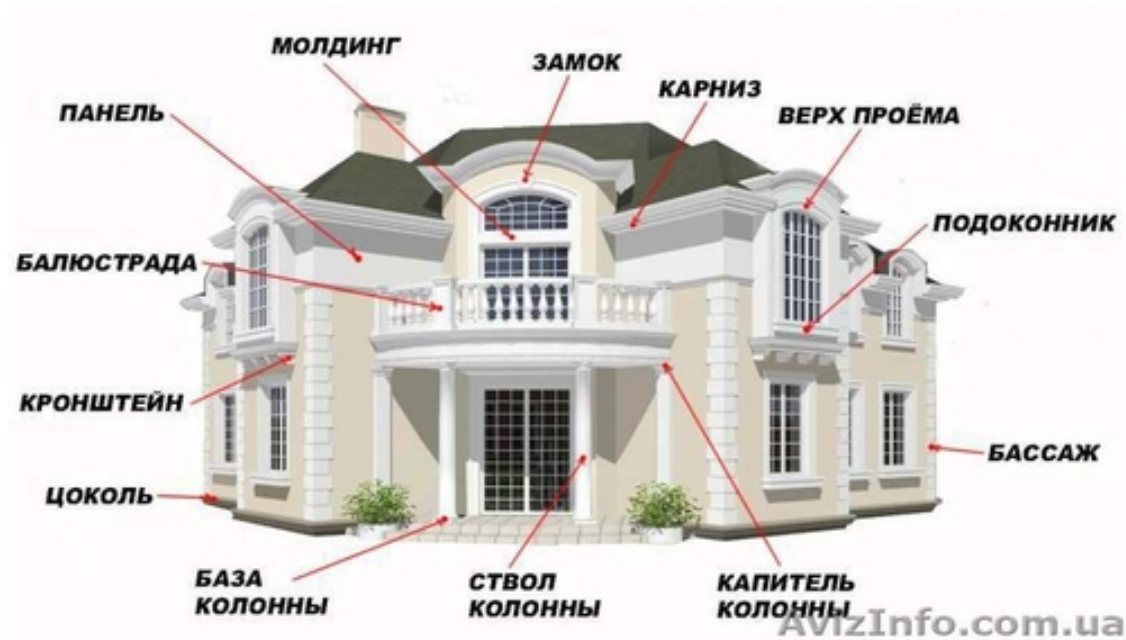 МОЛДИНГ
ЗАМОК
КАРНИЗ
ПАНЕЛЬ
ВЕРХ ПРОЁМА
ПОДОКОННИК
БАЛЮСТРАДА
КРОНШТЕЙН
БАССАЖ
ЦОКОЛЬ
БАЗА
КОЛОННЫ
СТВОЛ
КОЛОННЫ
КАПИТЕЛЬ
КОЛОННЫ
AvizInfo.com.ua